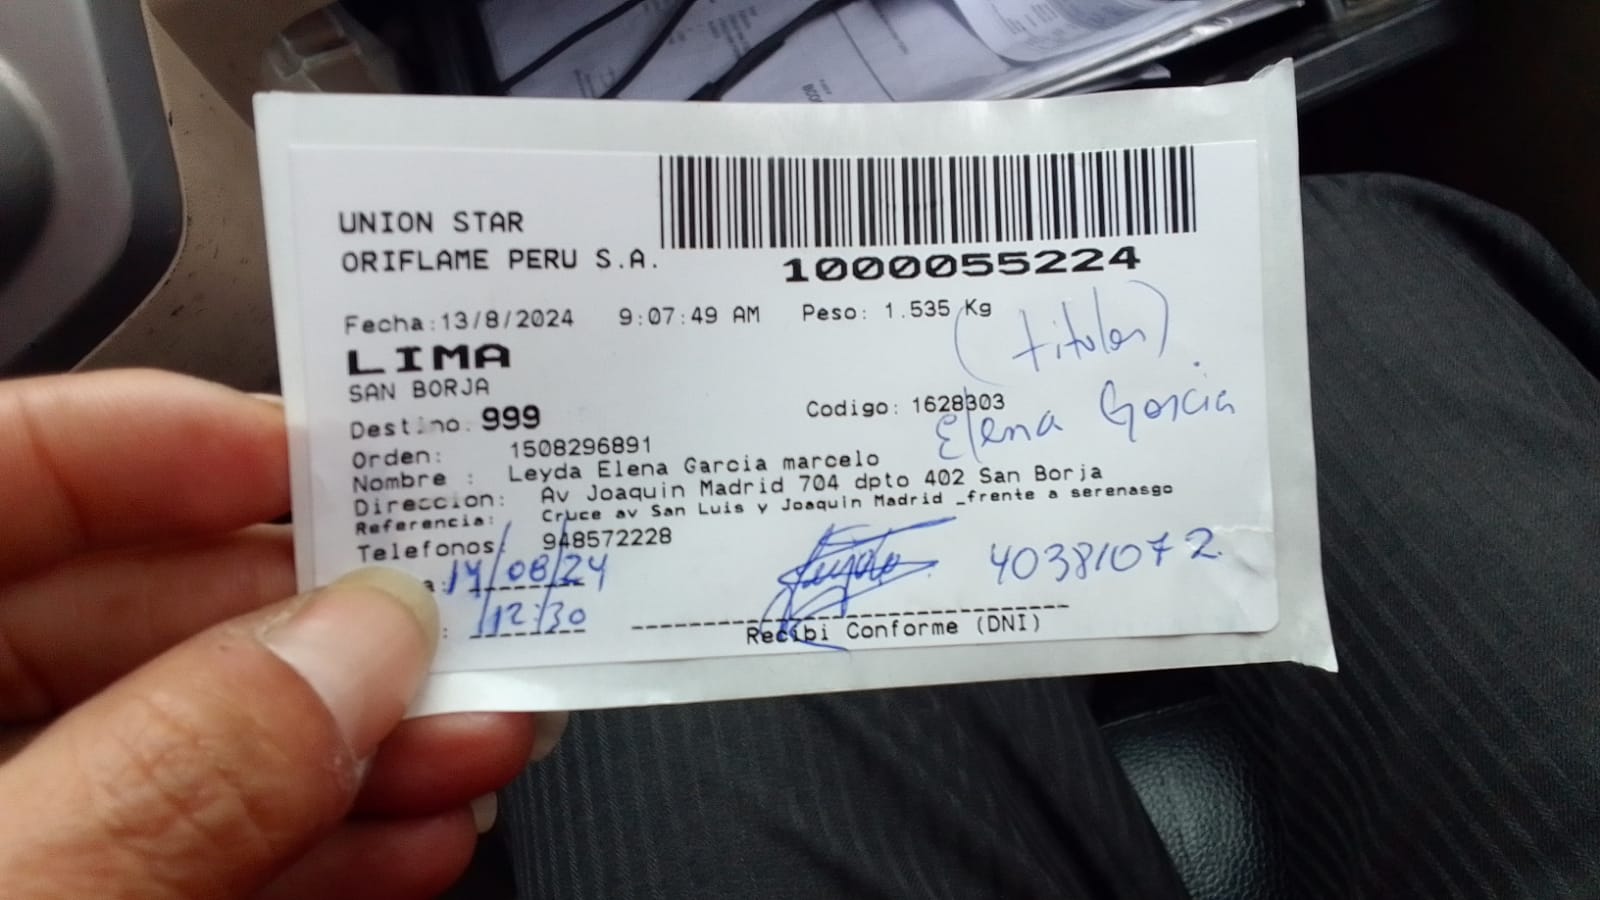 UNION STAR
ORIFLAME PERU S.A.
1000055224
Fecha:13/8/2024 9:07:49 AM Peso: 1.535 Kg
(titular)
LIMA
SAN BORJA
Destino: 999
Codigo: 1628303
Elena Garcia
Orden: 1508296891
Nombre : Leyda Elena Garcia marcelo
Direccion: Av Joaquin Madrid 704 dpto 402 San Borja
Referencia: Cruce av San Luis y Joaquin Madrid _frente a serenasgo
Telefonos: 948572228
a: 14/08/24
40381072
: 12:30
Recibi Conforme (DNI)